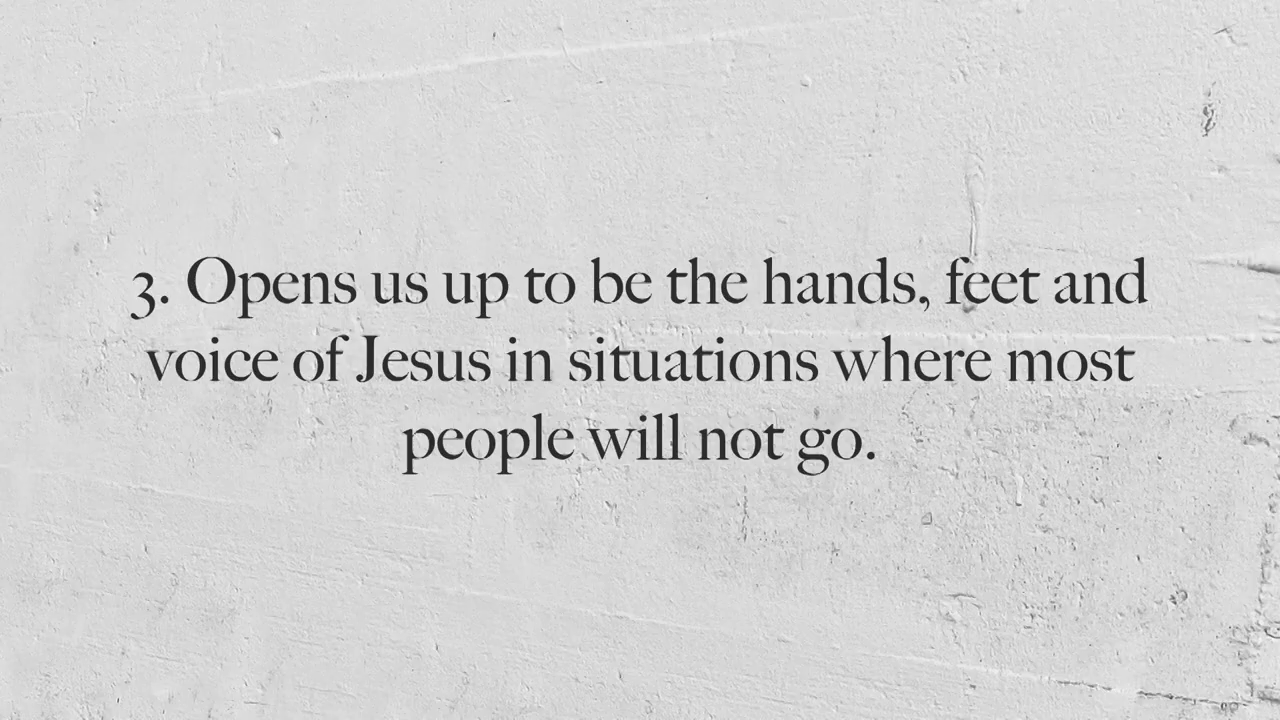 3. Opens us up to be the hands, feet and
voice of Jesus in situations where most
people will not go.